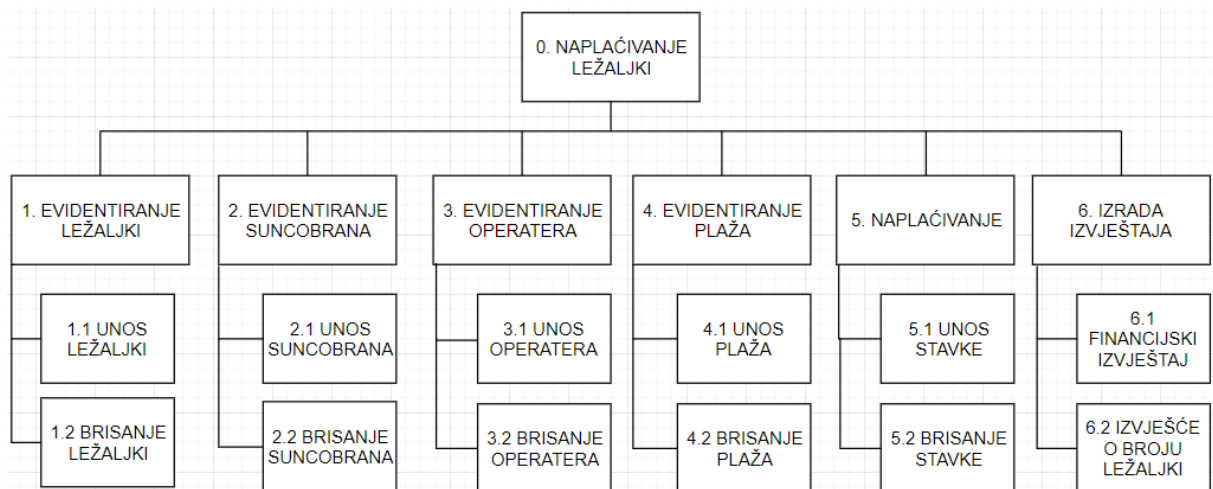 0. NAPLAĆIVANJE
LEŽALJKI
1. EVIDENTIRANJE
LEŽALJKI
2. EVIDENTIRANJE
SUNCOBRANA
3. EVIDENTIRANJE
OPERATERA
4. EVIDENTIRANJE
PLAŽA
5. NAPLAĆIVANJE
6. IZRADA
IZVJEŠTAJA
1.1 UNOS
LEŽALJKI
2.1 UNOS
SUNCOBRANA
3.1 UNOS
OPERATERA
4.1 UNOS
PLAŽA
5.1 UNOS
STAVKE
6.1
FINANCIJSKI
IZVJEŠTAJ
1.2 BRISANJE
LEŽALJKI
2.2 BRISANJE
SUNCOBRANA
3.2 BRISANJE
OPERATERA
4.2 BRISANJE
PLAŽA
5.2 BRISANJE
STAVKE
6.2 IZVJEŠĆE
O BROJU
LEŽALJKI